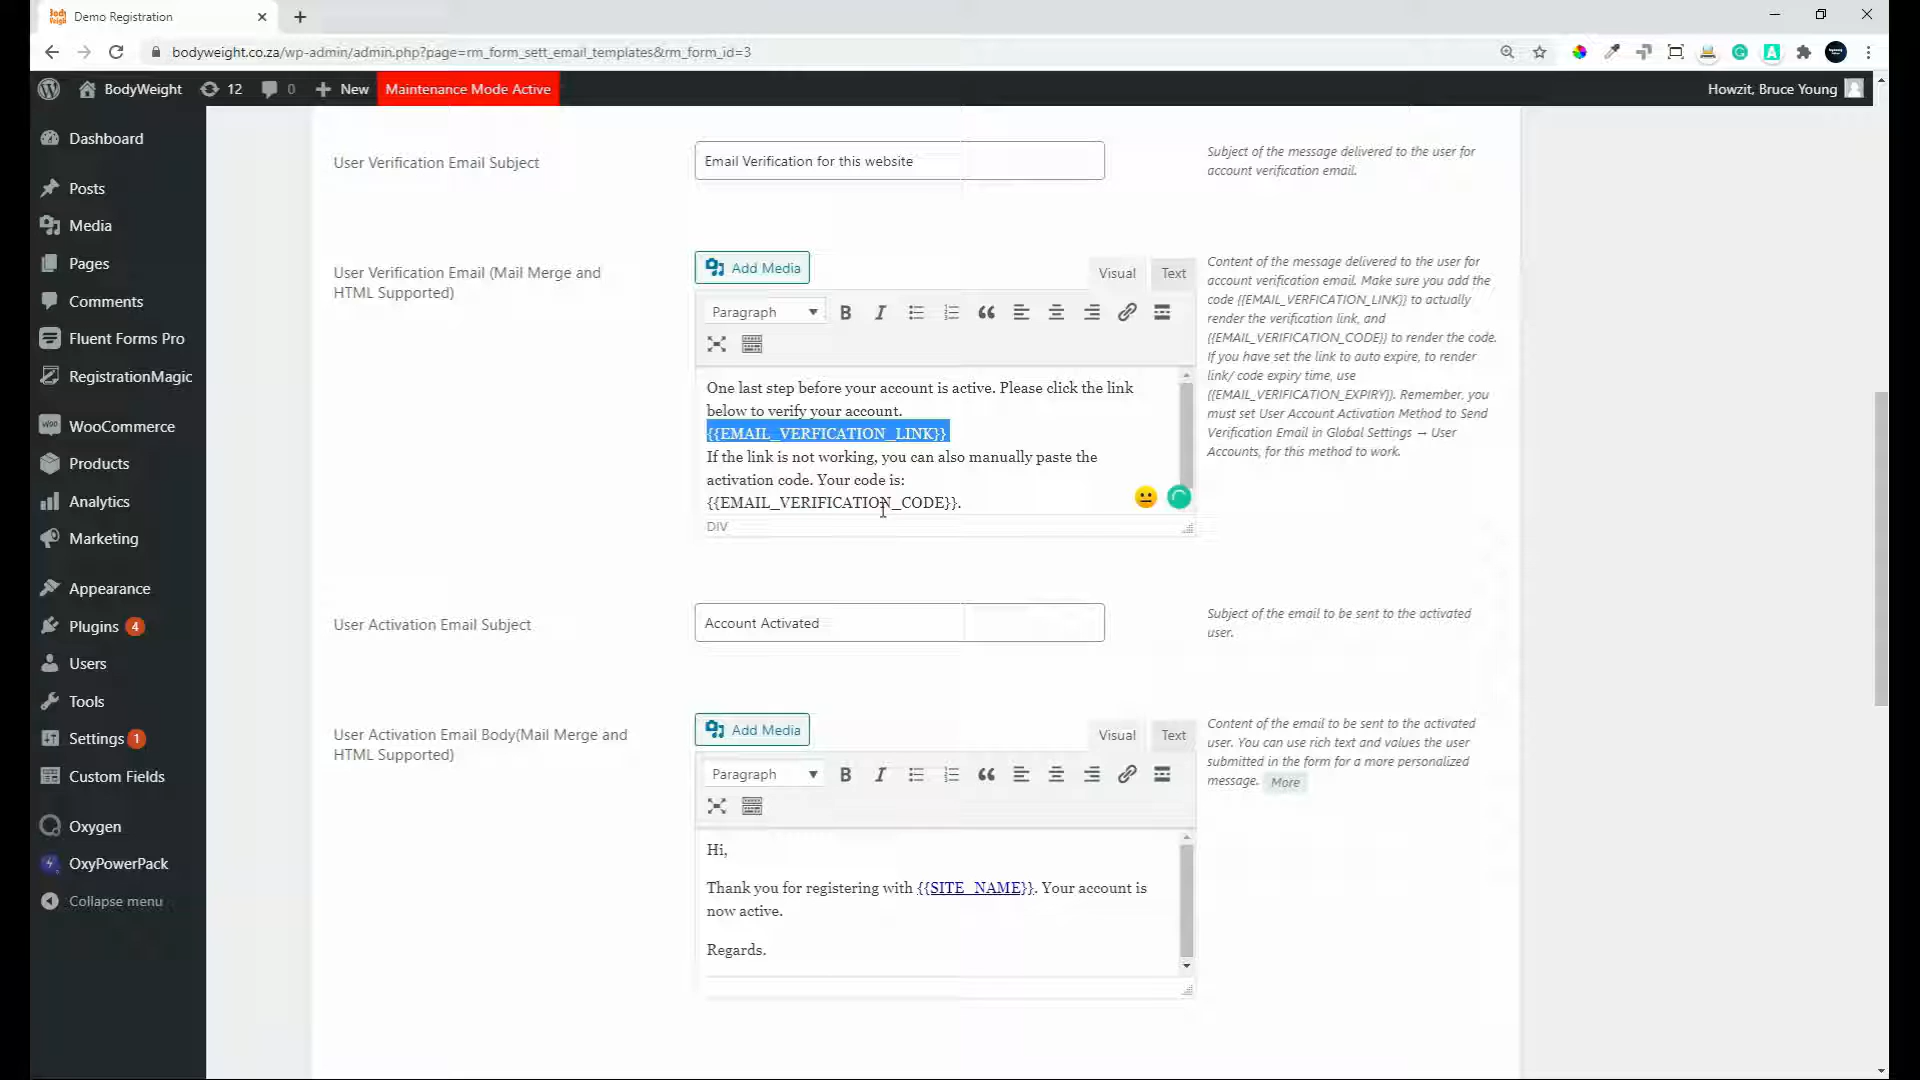 Demo Registration
bodyweight.co.za/wp-admin/admin.php?page=rm_form_sett_email_templates&rm_form_id=3
BodyWeight
12
0
New
Maintenance Mode Active
Howzit, Bruce Young
Dashboard
Posts
Media
Pages
Comments
Fluent Forms Pro
RegistrationMagic
WooCommerce
Products
Analytics
Marketing
Appearance
Plugins 4
Users
Tools
Settings 1
Custom Fields
Oxygen
OxyPowerPack
Collapse menu
User Verification Email Subject
Email Verification for this website
Subject of the message delivered to the user for
account verification email.
User Verification Email (Mail Merge and
HTML Supported)
Add Media
Visual
Text
Paragraph
One last step before your account is active. Please click the link
below to verify your account.
{{EMAIL_VERFICATION_LINK}}
If the link is not working, you can also manually paste the
activation code. Your code is:
{{EMAIL_VERIFICATION_CODE}}.
DIV
Content of the message delivered to the user for
account verification email. Make sure you add the
code {{EMAIL_VERFICATION_LINK}} to actually
render the verification link, and
{{EMAIL_VERIFICATION_CODE}} to render the code.
If you have set the link to auto expire, to render
link/ code expiry time, use
{{EMAIL_VERIFICATION_EXPIRY}}. Remember, you
must set User Account Activation Method to Send
Verification Email in Global Settings → User
Accounts, for this method to work.
User Activation Email Subject
Account Activated
Subject of the email to be sent to the activated
user.
User Activation Email Body(Mail Merge and
HTML Supported)
Add Media
Visual
Text
Paragraph
Hi,
Thank you for registering with {{SITE_NAME}}. Your account is
now active.
Regards.
Content of the email to be sent to the activated
user. You can use rich text and values the user
submitted in the form for a more personalized
message. More